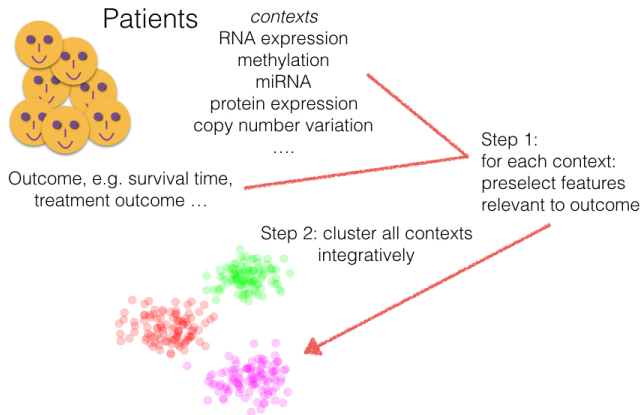 Patients
contexts
RNA expression
methylation
miRNA
protein expression
copy number variation
....
Outcome, e.g. survival time,
treatment outcome ...
Step 1:
for each context:
preselect features
relevant to outcome
Step 2: cluster all contexts
integratively